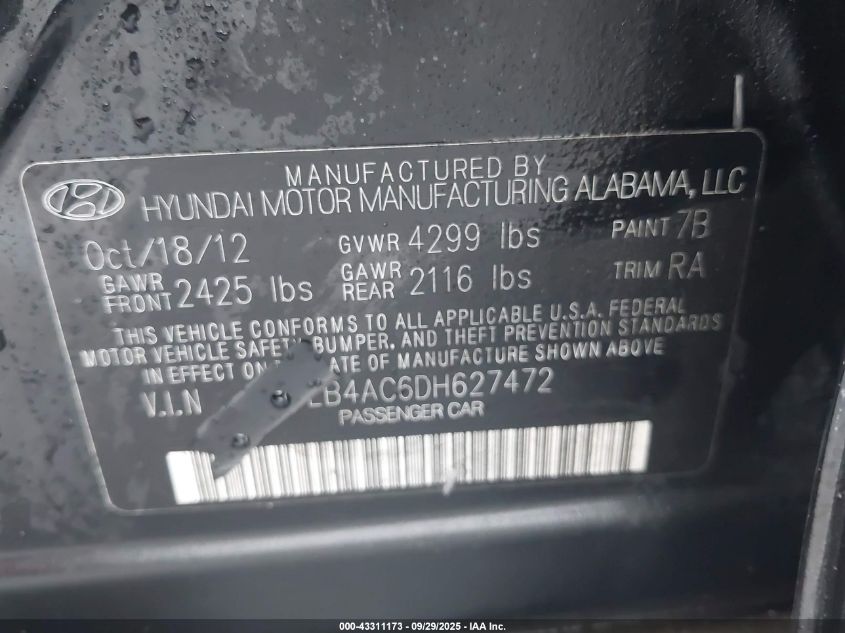 MANUFACTURED BY
HYUNDAI MOTOR MANUFACTURING ALABAMA, LLC
Oct/18/12 GVWR 4299 lbs PAINT 7B
GAWR FRONT 2425 lbs GAWR REAR 2116 lbs TRIM RA
THIS VEHICLE CONFORMS TO ALL APPLICABLE U.S.A. FEDERAL
MOTOR VEHICLE SAFETY BUMPER, AND THEFT PREVENTION STANDARDS
IN EFFECT ON ATE OF MANUFACTURE SHOWN ABOVE
V.I.N B4AC6DH627472
PASSENGER CAR
000-43311173 - 09/29/2025 - IAA Inc.